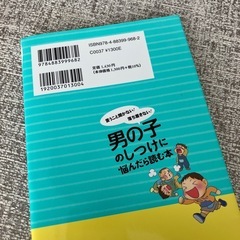 ISBN978-4-88399-968-2
C0037 ¥1300E
定価 1,430円
(本体価格1,300円+税10%)
9784883999682
1920037013004
言うこと聞かない!
落ち着きない!
男の子
のしつけに
悩んだら読む本